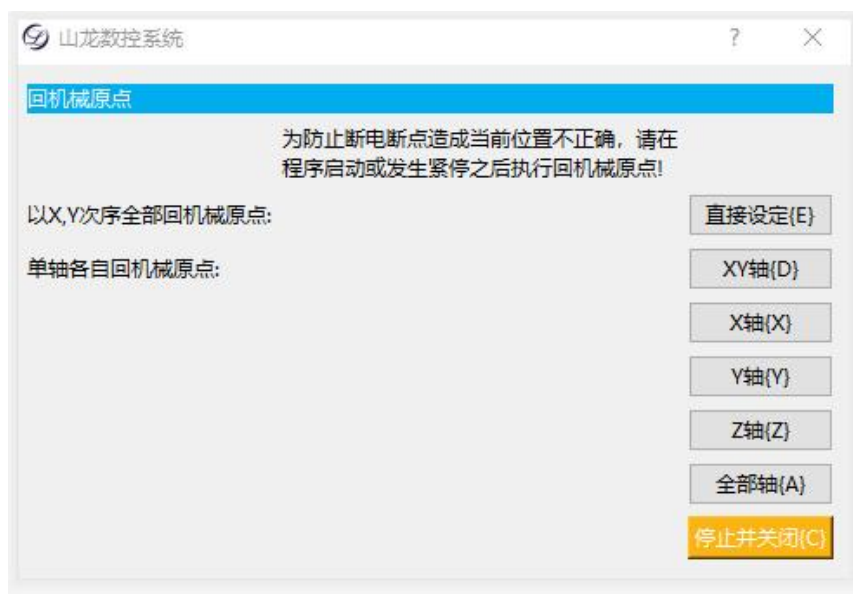 山龙数控系统
回机械原点
为防止断电断点造成当前位置不正确，请在
程序启动或发生紧停之后执行回机械原点!
以X,Y次序全部回机械原点:
直接设定{E}
单轴各自回机械原点:
XY轴{D}
X轴{X}
Y轴{Y}
Z轴{Z}
全部轴{A}
停止并关闭{C}